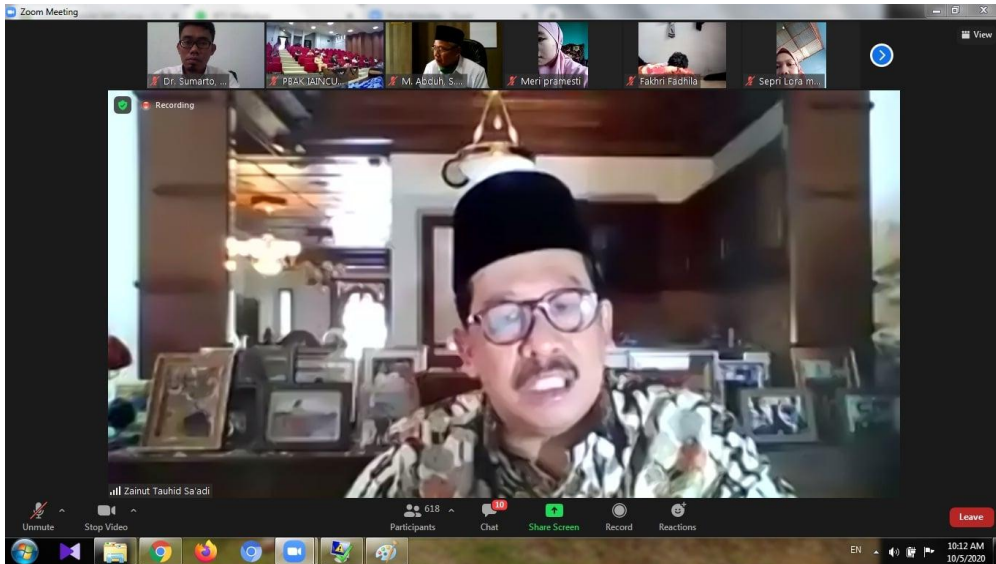 Zoom Meeting
View
Dr. Sumarto, ...
PBAK IAINCU...
M. Abduh, S....
Meri pramesti
Fakhri Fadhila
Sepri Lora m...
Recording
Zainut Tauhid Sa'adi
Unmute
Stop Video
618
Participants
10
Chat
Share Screen
Record
Reactions
Leave
EN
10:12 AM
10/5/2020